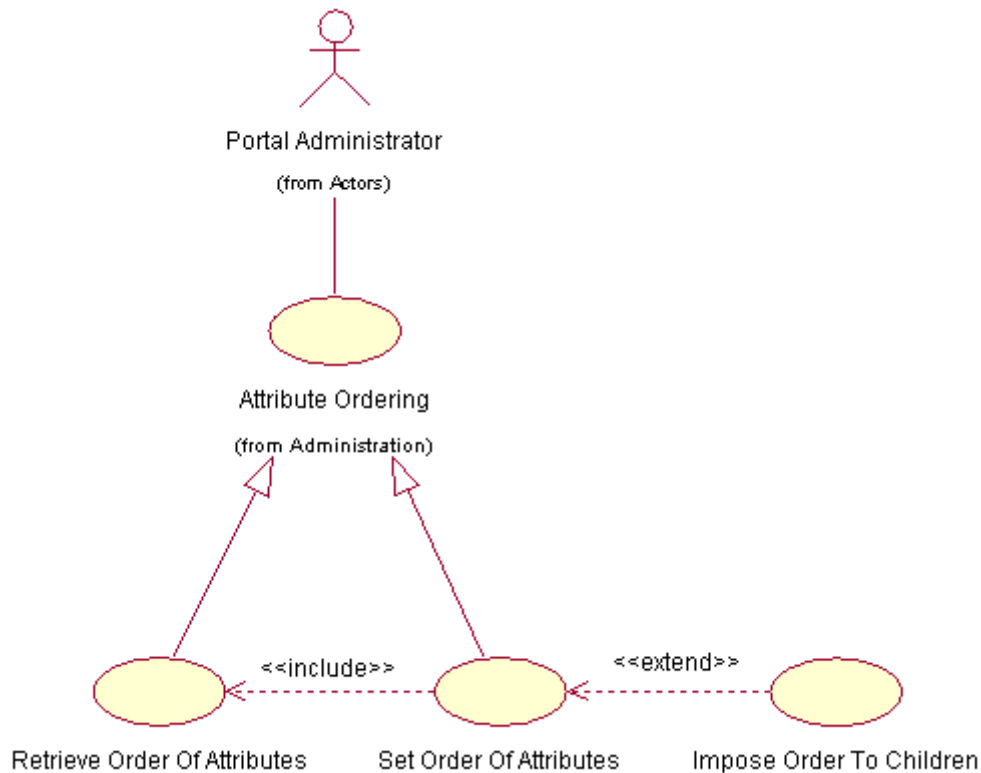 Portal Administrator
(from Actors)
Attribute Ordering
(from Administration)
<<include>>
<<extend>>
Retrieve Order Of Attributes
Set Order Of Attributes
Impose Order To Children